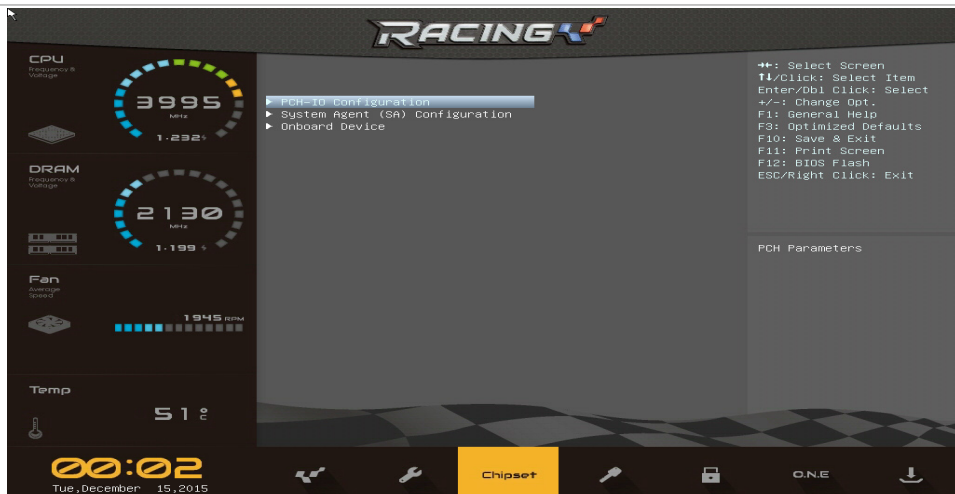 RACING
CPU
Frequency &
Voltage
3995
MHz
1.232
DRAM
Frequency &
Voltage
2130
MHz
1.199
Fan
Average
Speed
1945 RPM
Temp
51 °C
PCH-IO Configuration
System Agent (SA) Configuration
Onboard Device
→←: Select Screen
↑↓/Click: Select Item
Enter/Dbl Click: Select
+/-: Change Opt.
F1: General Help
F3: Optimized Defaults
F10: Save & Exit
F11: Print Screen
F12: BIOS Flash
ESC/Right Click: Exit
PCH Parameters
00:02
Tue,December 15,2015
Chipset
O.N.E